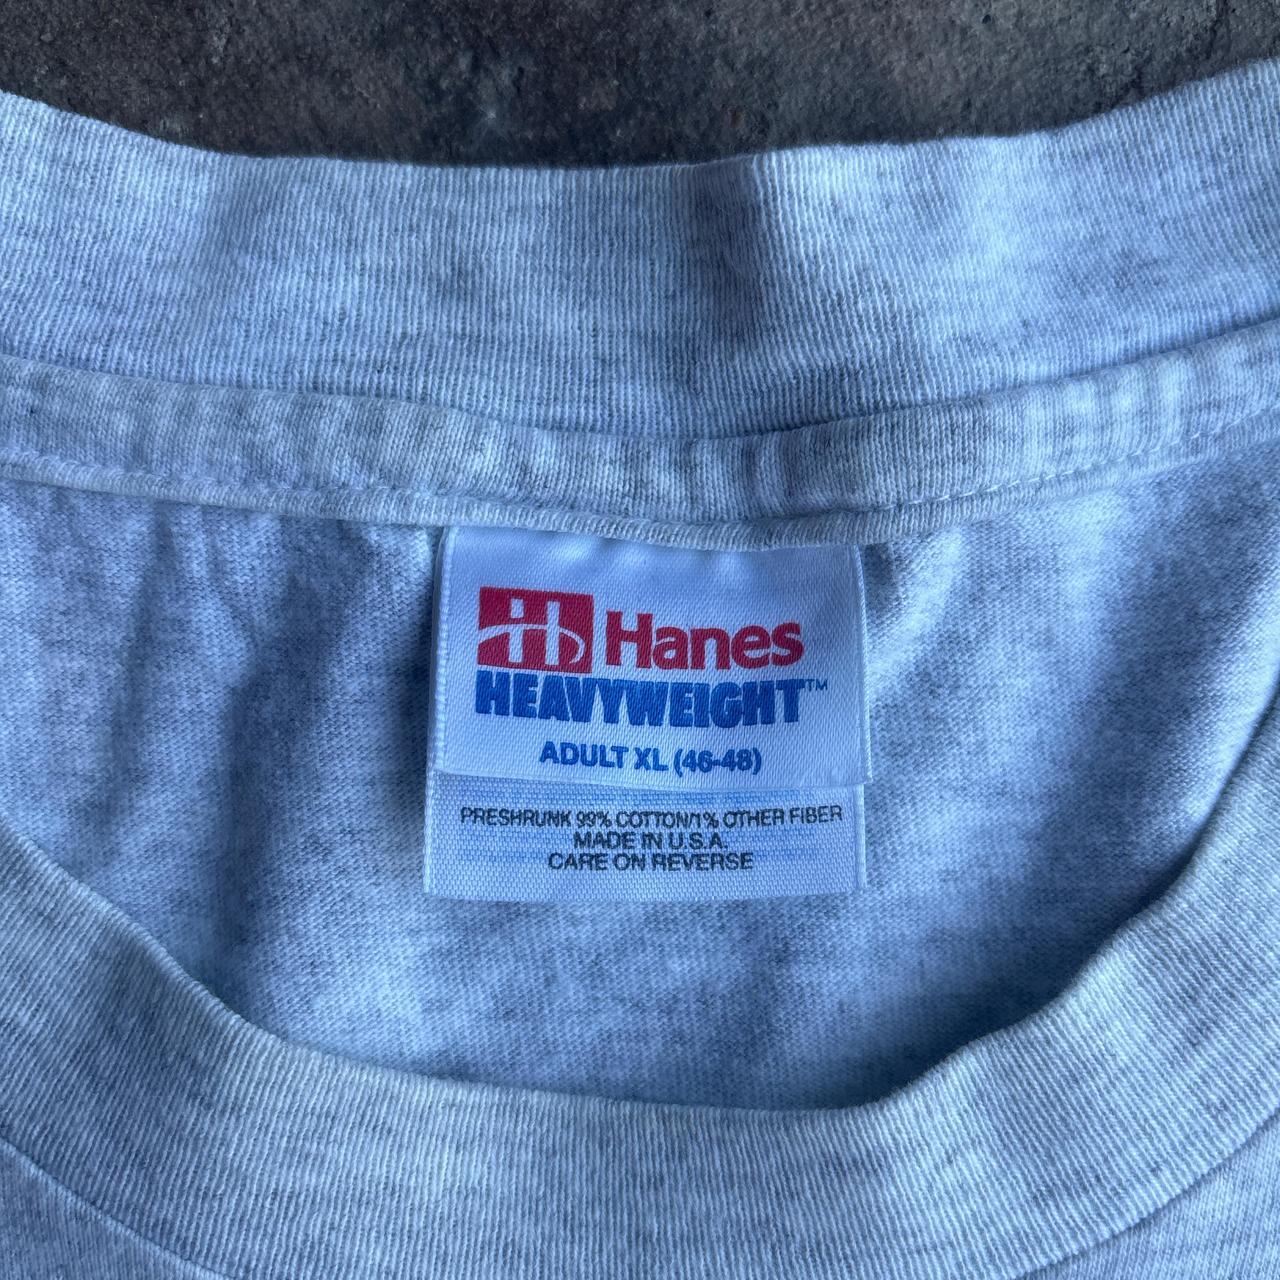 Hanes
HEAVYWEIGHT™
ADULT XL (46-48)
PRESHRUNK 99% COTTON/1% OTHER FIBER
MADE IN U.S.A.
CARE ON REVERSE